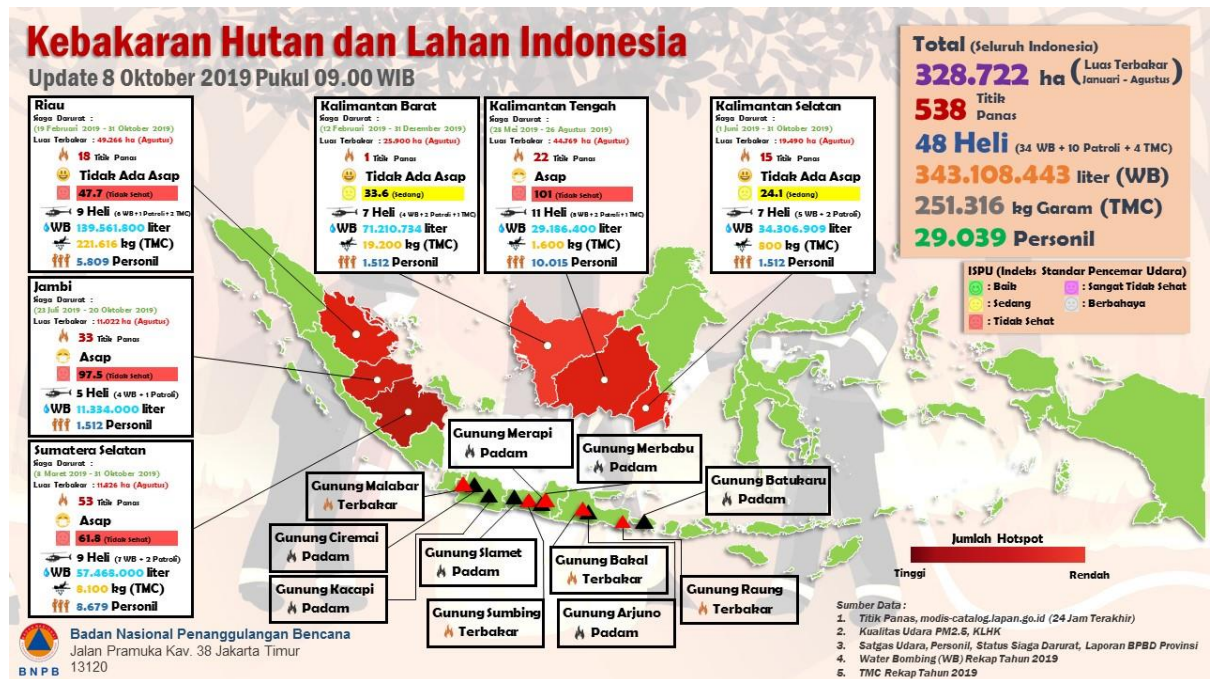 Kebakaran Hutan dan Lahan Indonesia
Update 8 Oktober 2019 Pukul 09.00 WIB
Riau
Siaga Darurat :
(19 Februari 2019 - 31 Oktober 2019)
Luas Terbakar : 49.266 ha (Agustus)
18 Titik Panas
Tidak Ada Asap
47.7 (Tidak Sehat)
9 Heli (6 WB+1 Patroli+2 TMC)
WB 139.561.800 liter
221.616 kg (TMC)
5.809 Personil
Jambi
Siaga Darurat :
(23 Juli 2019 - 20 Oktober 2019)
Luas Terbakar : 11.022 ha (Agustus)
33 Titik Panas
Asap
97.5 (Tidak Sehat)
5 Heli (4 WB + 1 Patroli)
WB 11.334.000 liter
1.512 Personil
Sumatera Selatan
Siaga Darurat :
(8 Maret 2019 - 31 Oktober 2019)
Luas Terbakar : 11.826 ha (Agustus)
53 Titik Panas
Asap
61.8 (Tidak Sehat)
9 Heli (7 WB + 2 Patroli)
WB 57.468.000 liter
8.100 kg (TMC)
8.679 Personil
Kalimantan Barat
Siaga Darurat :
(12 Februari 2019 - 31 Desember 2019)
Luas Terbakar : 25.900 ha (Agustus)
1 Titik Panas
Tidak Ada Asap
33.6 (Sedang)
7 Heli (4 WB+2 Patroli+1 TMC)
WB 71.210.734 liter
19.200 kg (TMC)
1.512 Personil
Kalimantan Tengah
Siaga Darurat :
(28 Mei 2019 - 26 Agustus 2019)
Luas Terbakar : 44.769 ha (Agustus)
22 Titik Panas
Asap
101 (Tidak Sehat)
11 Heli (8 WB+2 Patroli+1 TMC)
WB 29.186.400 liter
1.600 kg (TMC)
10.015 Personil
Kalimantan Selatan
Siaga Darurat :
(1 Juni 2019 - 31 Oktober 2019)
Luas Terbakar : 19.490 ha (Agustus)
15 Titik Panas
Tidak Ada Asap
24.1 (Sedang)
7 Heli (5 WB + 2 Patroli)
WB 34.306.909 liter
800 kg (TMC)
1.512 Personil
Total (Seluruh Indonesia)
328.722 ha (Luas Terbakar Januari - Agustus)
538 Titik Panas
48 Heli (34 WB + 10 Patroli + 4 TMC)
343.108.443 liter (WB)
251.316 kg Garam (TMC)
29.039 Personil
ISPU (Indeks Standar Pencemar Udara)
: Baik : Sangat Tidak Sehat
: Sedang : Berbahaya
: Tidak Sehat
Gunung Merapi
Padam
Gunung Merbabu
Padam
Gunung Malabar
Terbakar
Gunung Batukaru
Padam
Gunung Ciremai
Padam
Gunung Slamet
Padam
Gunung Bakal
Terbakar
Gunung Kacapi
Padam
Gunung Raung
Terbakar
Gunung Sumbing
Terbakar
Gunung Arjuno
Padam
Jumlah Hotspot
Tinggi Rendah
Sumber Data :
1. Titik Panas, modis-catalog.lapan.go.id (24 Jam Terakhir)
2. Kualitas Udara PM2.5, KLHK
3. Satgas Udara, Personil, Status Siaga Darurat, Laporan BPBD Provinsi
4. Water Bombing (WB) Rekap Tahun 2019
5. TMC Rekap Tahun 2019
BNPB
Badan Nasional Penanggulangan Bencana
Jalan Pramuka Kav. 38 Jakarta Timur
13120